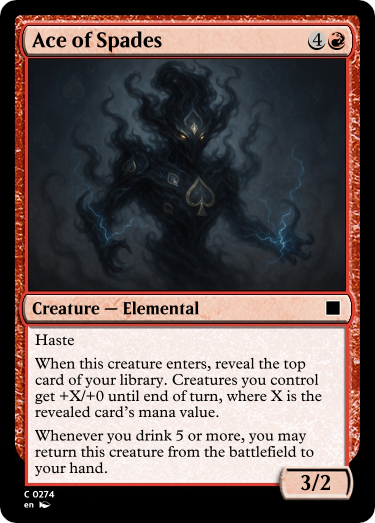 Ace of Spades 4
Creature — Elemental
Haste
When this creature enters, reveal the top
card of your library. Creatures you control
get +X/+0 until end of turn, where X is the
revealed card's mana value.
Whenever you drink 5 or more, you may
return this creature from the battlefield to
your hand.
3/2
C 0274
en